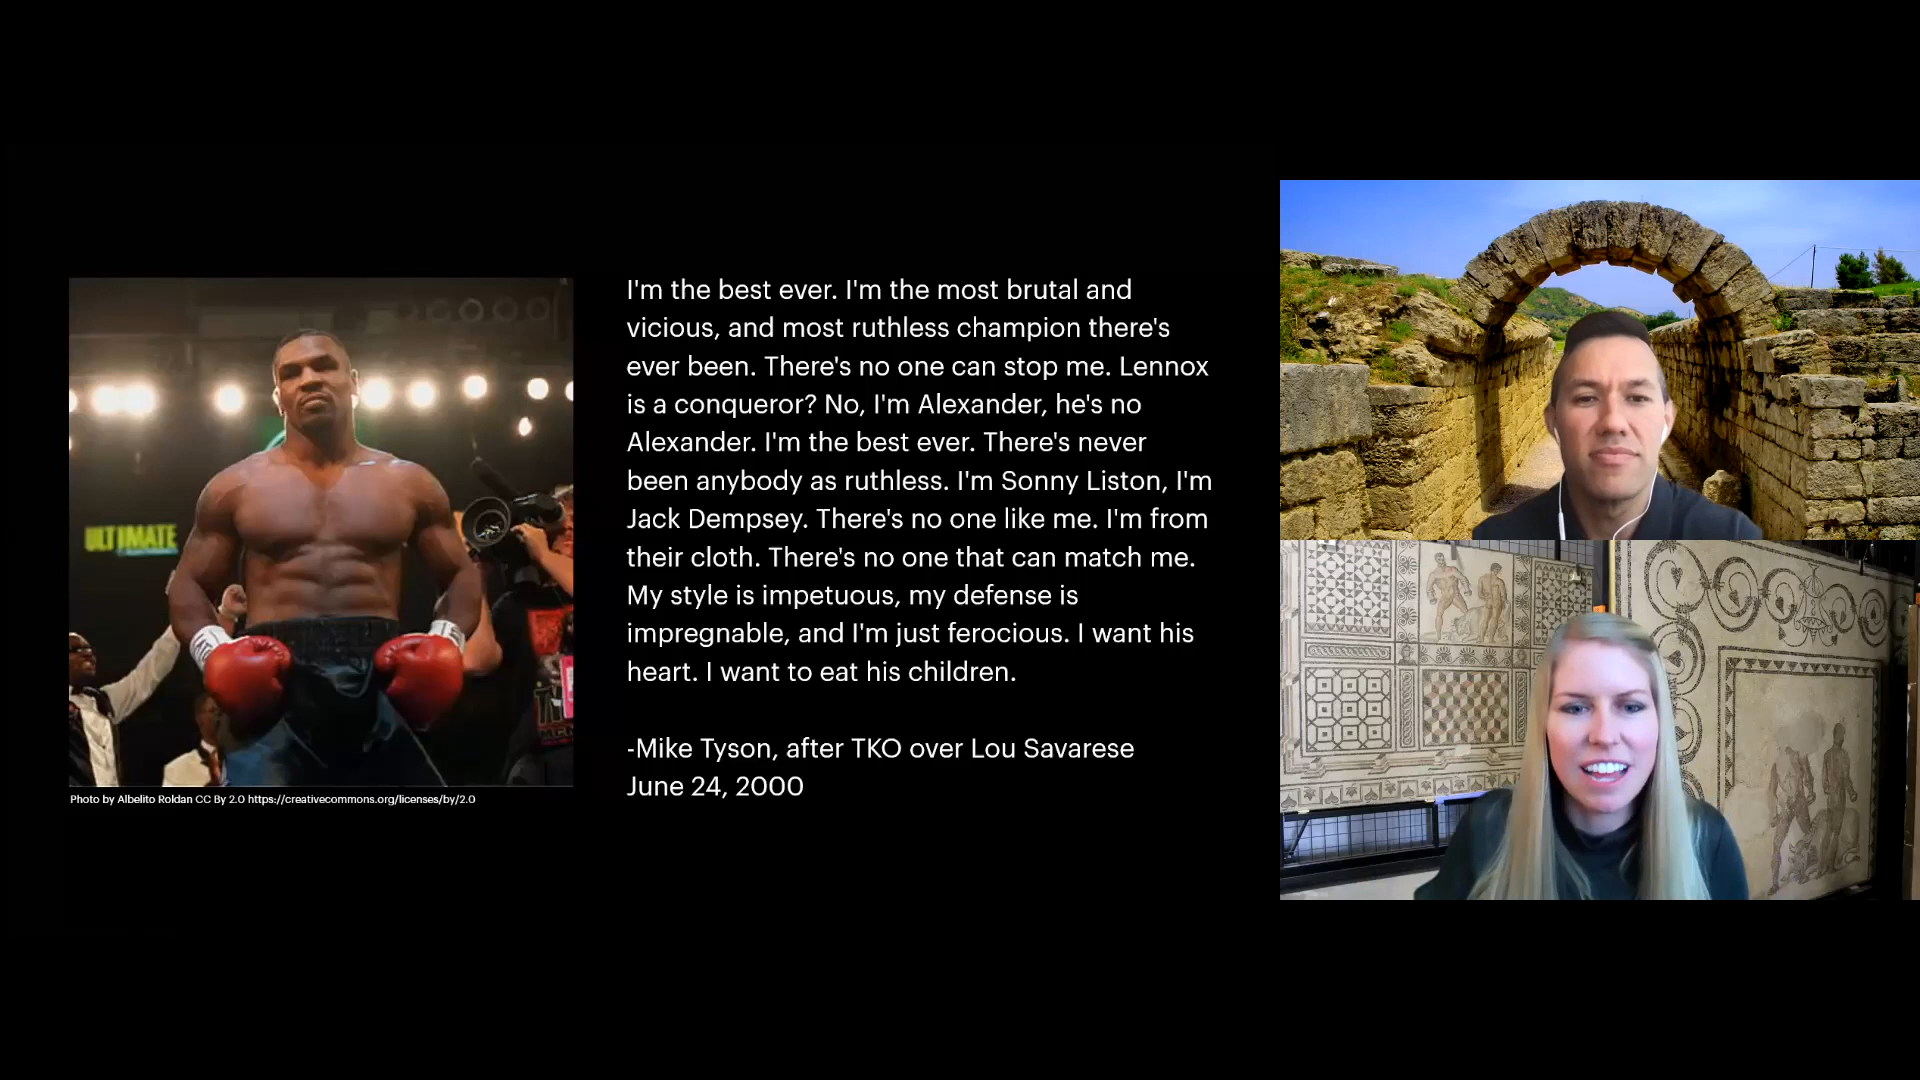 I'm the best ever. I'm the most brutal and
vicious, and most ruthless champion there's
ever been. There's no one can stop me. Lennox
is a conqueror? No, I'm Alexander, he's no
Alexander. I'm the best ever. There's never
been anybody as ruthless. I'm Sonny Liston, I'm
Jack Dempsey. There's no one like me. I'm from
their cloth. There's no one that can match me.
My style is impetuous, my defense is
impregnable, and I'm just ferocious. I want his
heart. I want to eat his children.
-Mike Tyson, after TKO over Lou Savarese
June 24, 2000
ULTIMATE
Photo by Albelito Roldan CC By 2.0 https://creativecommons.org/licenses/by/2.0